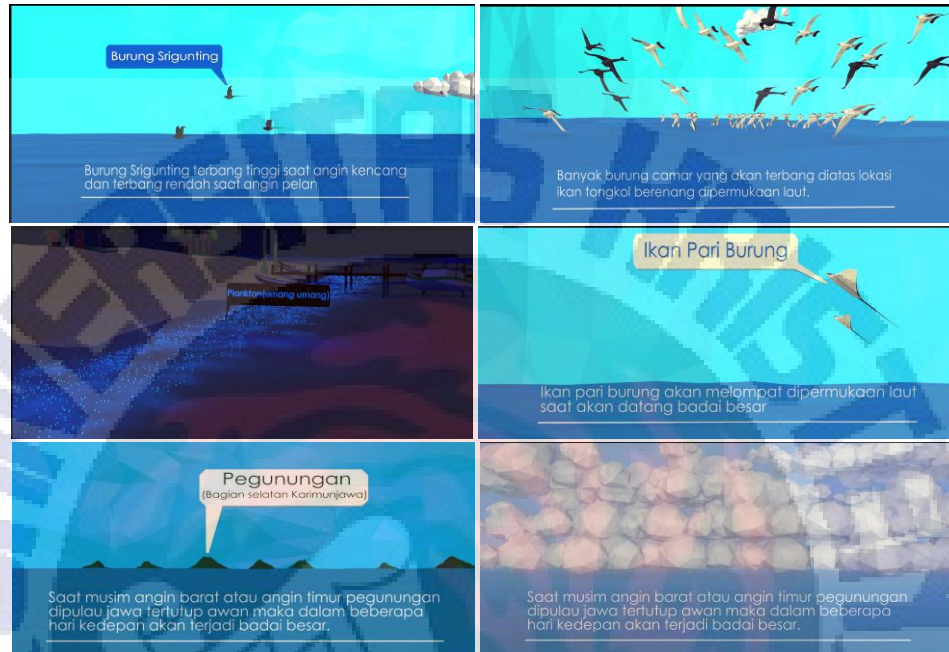 Burung Srigunting
Burung Srigunting terbang tinggi saat angin kencang
dan terbang rendah saat angin pelan
Banyak burung camar yang akan terbang diatas lokasi
ikan tongkol berenang dipermukaan laut.
Plankton(umang umang)
Ikan Pari Burung
Ikan pari burung akan melompat dipermukaan laut
saat akan datang badai besar
Pegunungan
(Bagian selatan Karimunjawa)
Saat musim angin barat atau angin timur pegunungan
dipulau jawa tertutup awan maka dalam beberapa
hari kedepan akan terjadi badai besar.
Saat musim angin barat atau angin timur pegunungan
dipulau jawa tertutup awan maka dalam beberapa
hari kedepan akan terjadi badai besar.